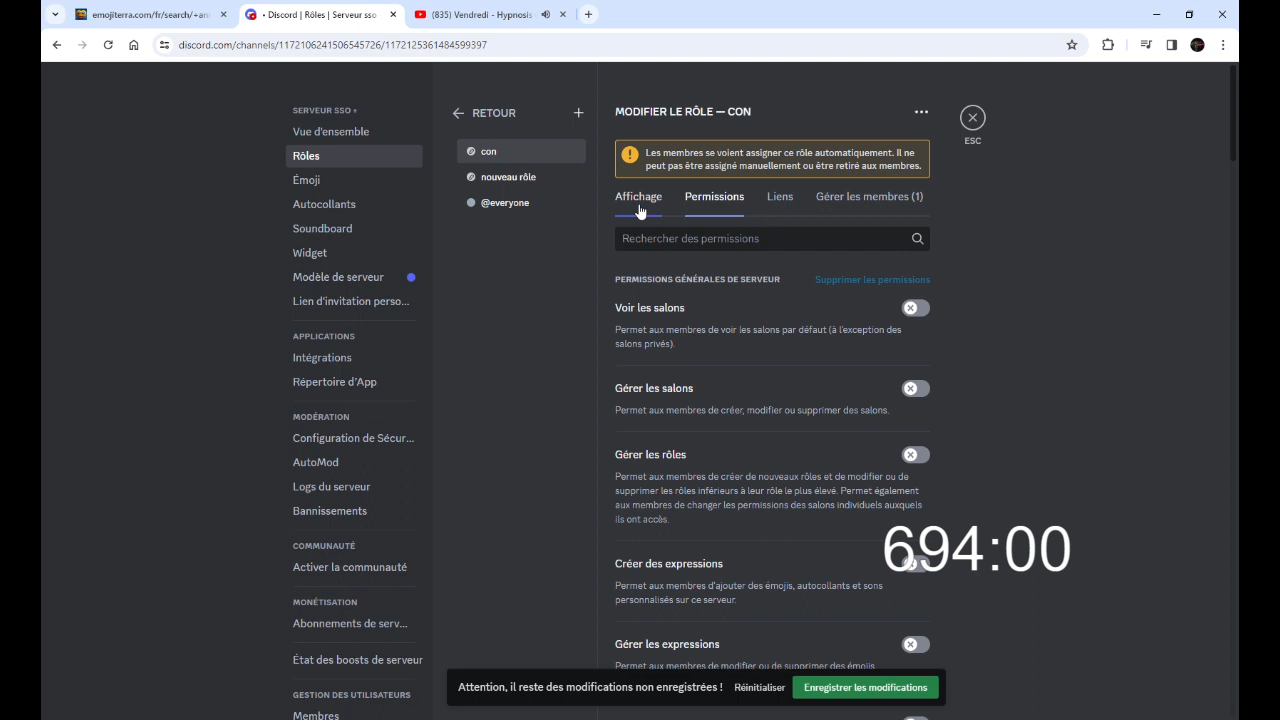 emojiterra.com/fr/search/+an
• Discord | Rôles | Serveur sso
(835) Vendredi - Hypnosis
discord.com/channels/1172106241506545726/1172125361484599397
SERVEUR SSO ⋆
Vue d'ensemble
Rôles
Émoji
Autocollants
Soundboard
Widget
Modèle de serveur
Lien d'invitation perso...
APPLICATIONS
Intégrations
Répertoire d'App
MODÉRATION
Configuration de Sécur...
AutoMod
Logs du serveur
Bannissements
COMMUNAUTÉ
Activer la communauté
MONÉTISATION
Abonnements de serv...
État des boosts de serveur
GESTION DES UTILISATEURS
Membres
RETOUR
con
nouveau rôle
@everyone
MODIFIER LE RÔLE — CON
ESC
Les membres se voient assigner ce rôle automatiquement. Il ne
peut pas être assigné manuellement ou être retiré aux membres.
Affichage Permissions Liens Gérer les membres (1)
Rechercher des permissions
PERMISSIONS GÉNÉRALES DE SERVEUR Supprimer les permissions
Voir les salons
Permet aux membres de voir les salons par défaut (à l'exception des
salons privés).
Gérer les salons
Permet aux membres de créer, modifier ou supprimer des salons.
Gérer les rôles
Permet aux membres de créer de nouveaux rôles et de modifier ou de
supprimer les rôles inférieurs à leur rôle le plus élevé. Permet également
aux membres de changer les permissions des salons individuels auxquels
ils ont accès.
694:00
Créer des expressions
Permet aux membres d'ajouter des émojis, autocollants et sons
personnalisés sur ce serveur.
Gérer les expressions
Permet aux membres de modifier ou de supprimer des émojis
Attention, il reste des modifications non enregistrées ! Réinitialiser Enregistrer les modifications